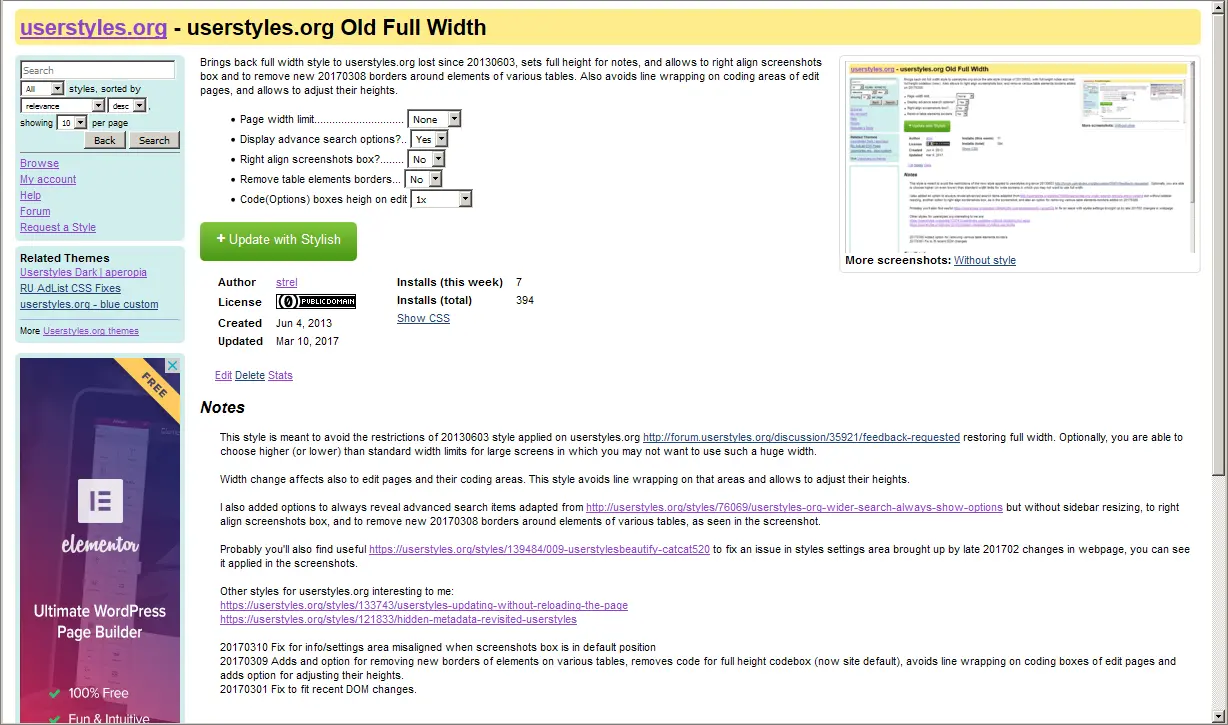 userstyles.org - userstyles.org Old Full Width
Search
All styles, sorted by
relevance desc ,
showing 10 per page
Back Search
Browse
My account
Help
Forum
Request a Style
Related Themes
Userstyles Dark | aperopia
RU AdList CSS Fixes
userstyles.org - blue custom
More Userstyles.org themes
FREE
elementor
Ultimate WordPress
Page Builder
100% Free
Fun & Intuitive
Brings back full width style to userstyles.org lost since 20130603, sets full height for notes, and allows to right align screenshots
box and to remove new 20170308 borders around elements of various tables. Also avoids line wrapping on coding areas of edit
pages, and allows to adjust their heights.
Page width limit............................... None
Display advance search options?.. Yes
Right align screenshots box?........ No
Remove table elements borders... No
Code(Options) boxes heigh on edit 1x
+ Update with Stylish
Author strel
License PUBLIC DOMAIN
Created Jun 4, 2013
Updated Mar 10, 2017
Installs (this week) 7
Installs (total) 394
Show CSS
Edit Delete Stats
userstyles.org - userstyles.org Old Full Width
More screenshots: Without style
Notes
This style is meant to avoid the restrictions of 20130603 style applied on userstyles.org http://forum.userstyles.org/discussion/35921/feedback-requested restoring full width. Optionally, you are able to
choose higher (or lower) than standard width limits for large screens in which you may not want to use such a huge width.
Width change affects also to edit pages and their coding areas. This style avoids line wrapping on that areas and allows to adjust their heights.
I also added options to always reveal advanced search items adapted from http://userstyles.org/styles/76069/userstyles-org-wider-search-always-show-options but without sidebar resizing, to right
align screenshots box, and to remove new 20170308 borders around elements of various tables, as seen in the screenshot.
Probably you'll also find useful https://userstyles.org/styles/139484/009-userstylesbeautify-catcat520 to fix an issue in styles settings area brought up by late 201702 changes in webpage, you can see
it applied in the screenshots.
Other styles for userstyles.org interesting to me:
https://userstyles.org/styles/133743/userstyles-updating-without-reloading-the-page
https://userstyles.org/styles/121833/hidden-metadata-revisited-userstyles
20170310 Fix for info/settings area misaligned when screenshots box is in default position
20170309 Adds and option for removing new borders of elements on various tables, removes code for full height codebox (now site default), avoids line wrapping on coding boxes of edit pages and
adds option for adjusting their heights.
20170301 Fix to fit recent DOM changes.